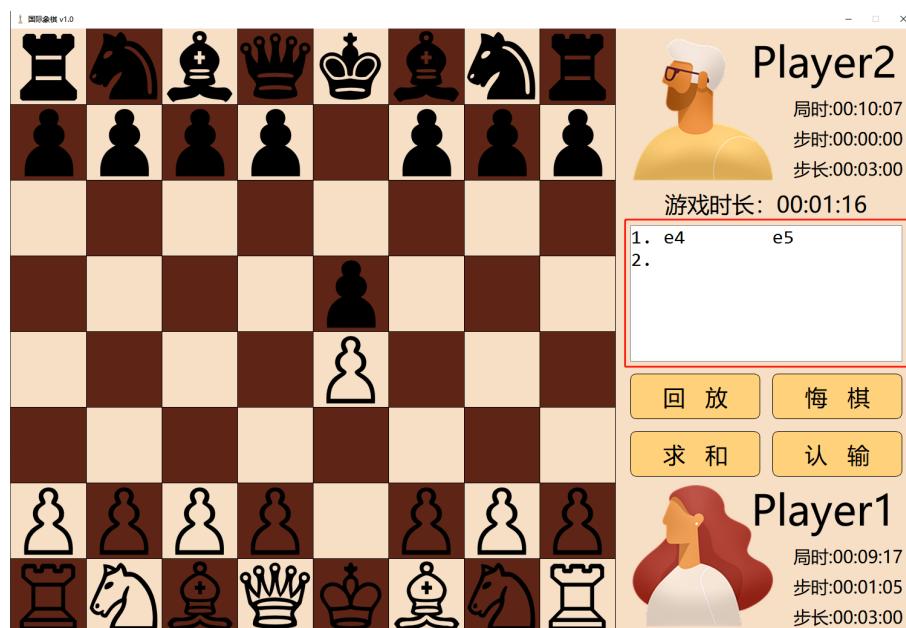 国际象棋 v1.0
Player2
局时:00:10:07
步时:00:00:00
步长:00:03:00
游戏时长：00:01:16
1. e4 e5
2.
回 放
悔 棋
求 和
认 输
Player1
局时:00:09:17
步时:00:01:05
步长:00:03:00